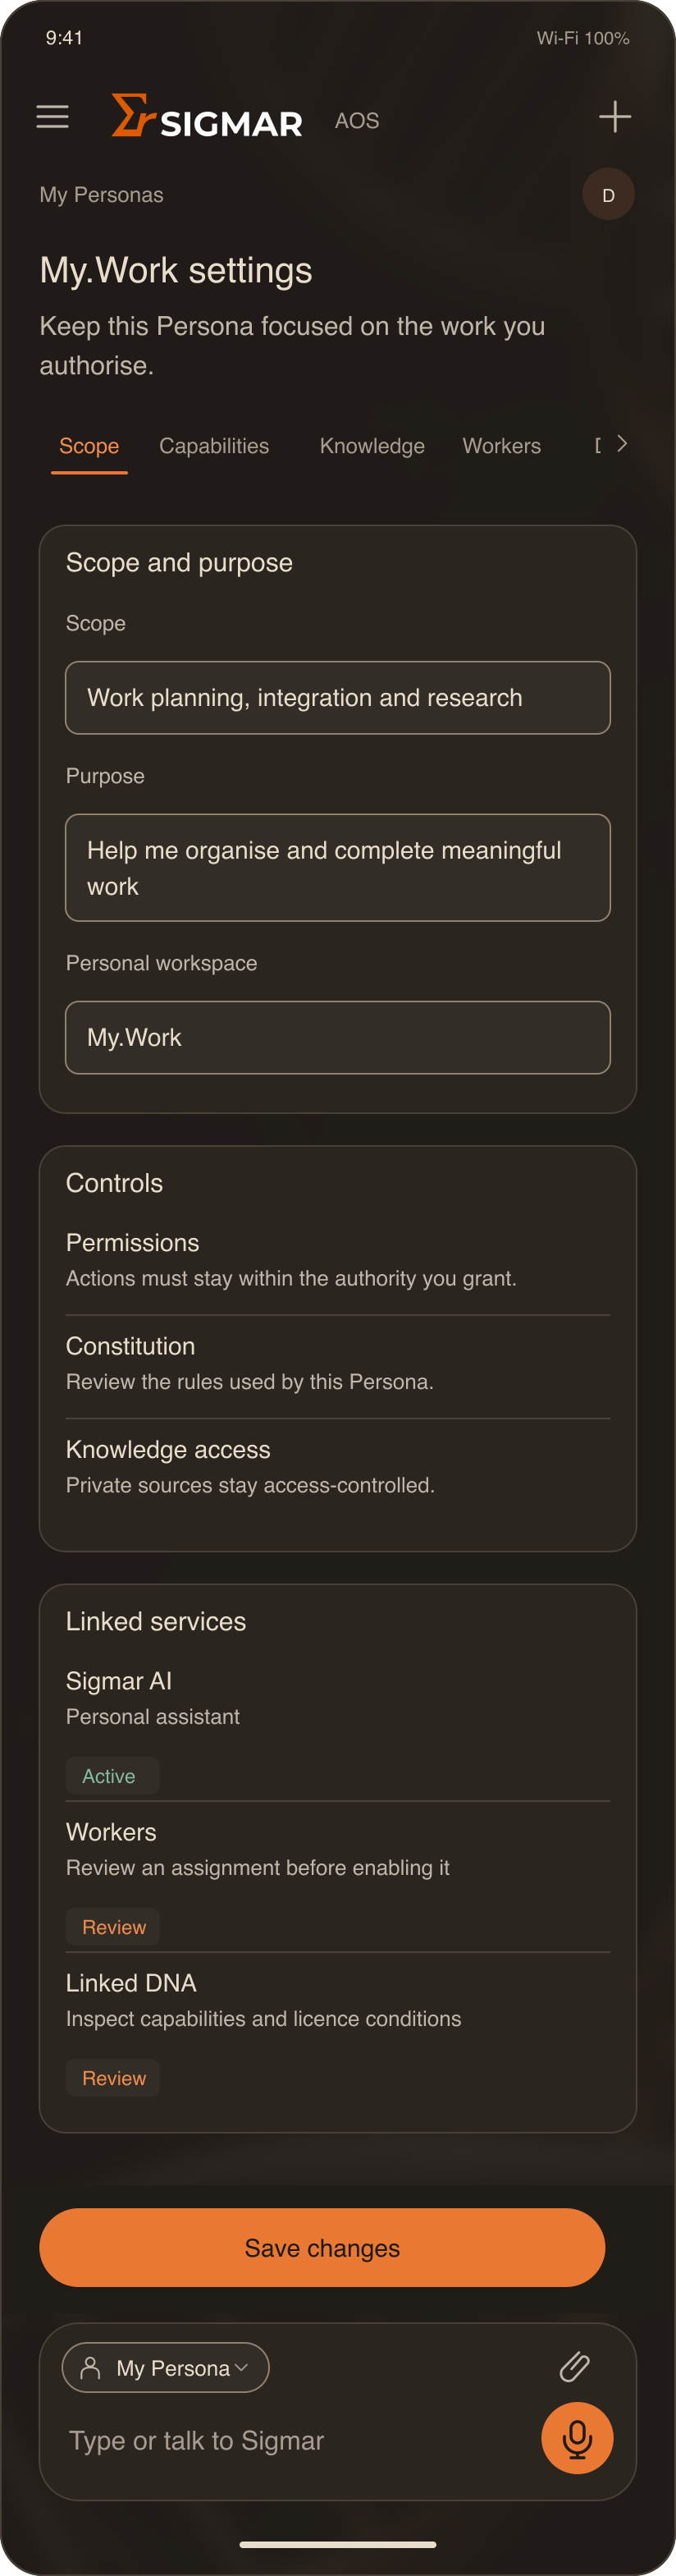 9:41
Wi-Fi 100%
Σr SIGMAR
AOS
My Personas
D
My.Work settings
Keep this Persona focused on the work you
authorise.
Scope
Capabilities
Knowledge
Workers
Scope and purpose
Scope
Work planning, integration and research
Purpose
Help me organise and complete meaningful
work
Personal workspace
My.Work
Controls
Permissions
Actions must stay within the authority you grant.
Constitution
Review the rules used by this Persona.
Knowledge access
Private sources stay access-controlled.
Linked services
Sigmar AI
Personal assistant
Active
Workers
Review an assignment before enabling it
Review
Linked DNA
Inspect capabilities and licence conditions
Review
Save changes
My Persona
Type or talk to Sigmar